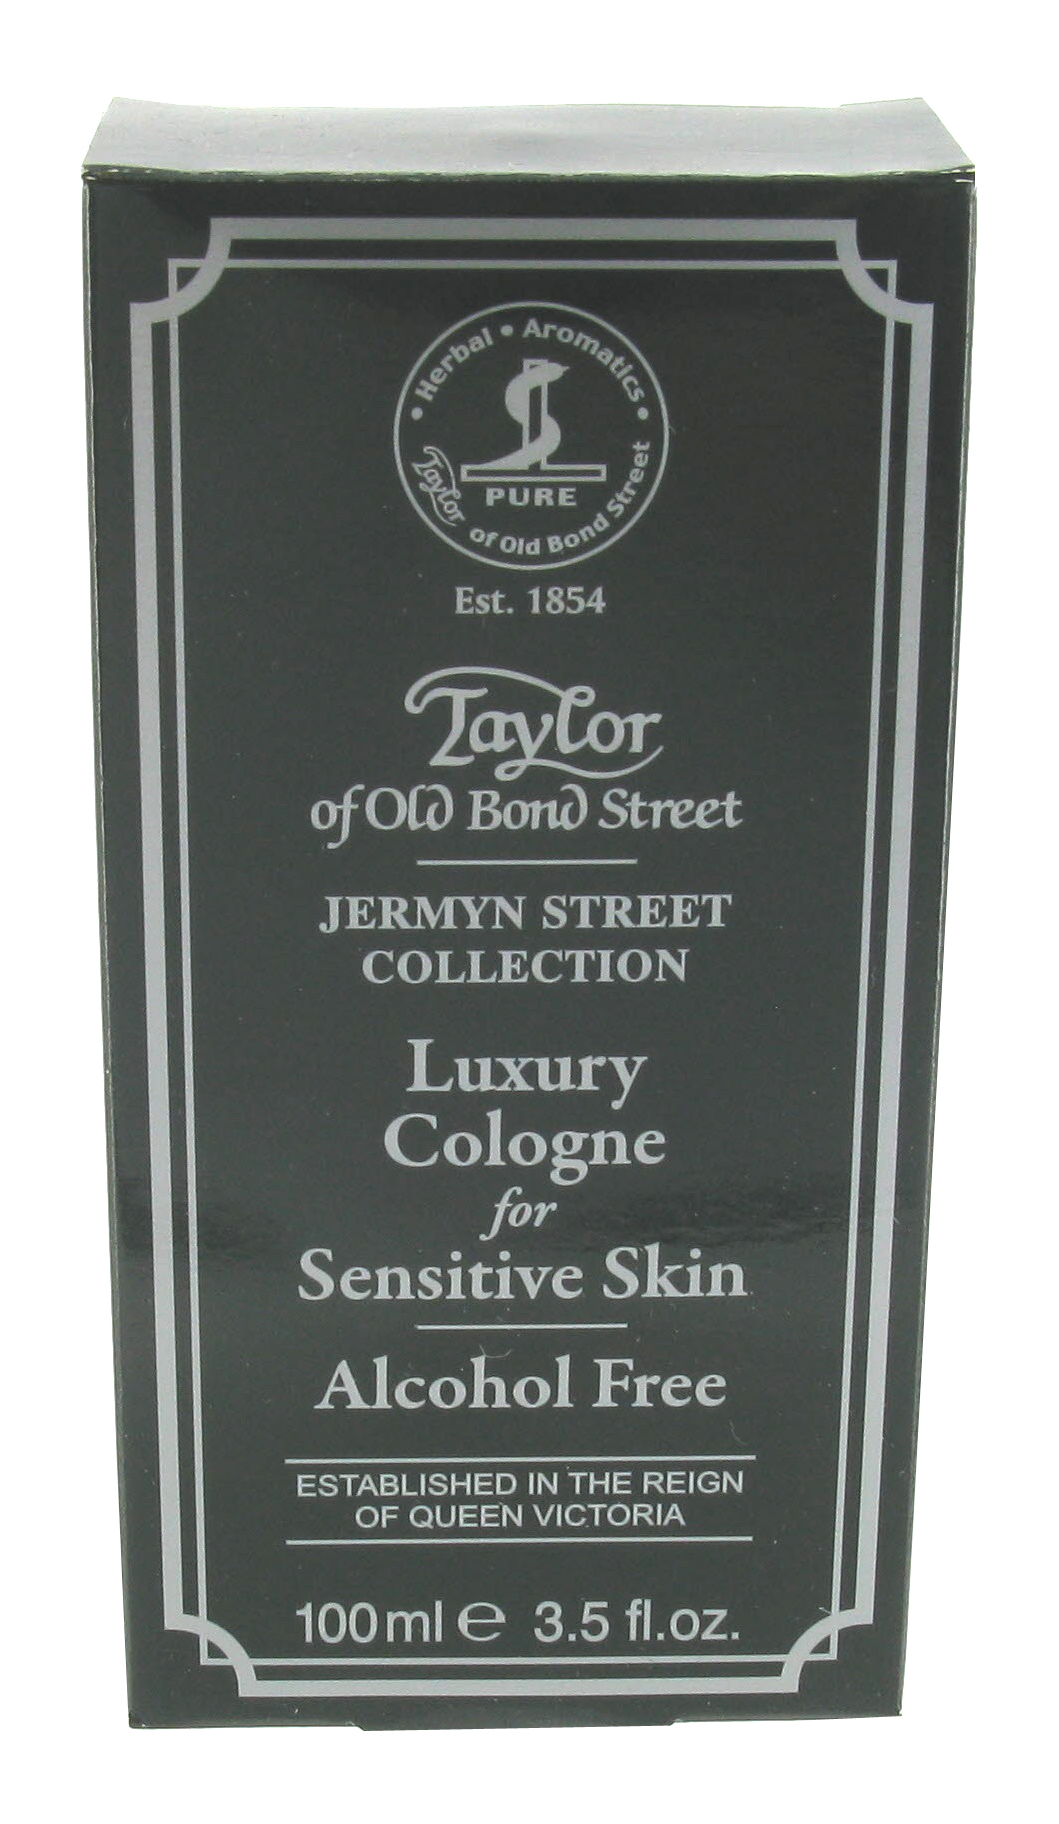 • Herbal • Aromatics •
PURE
Taylor of Old Bond Street
Est. 1854
Taylor
of Old Bond Street
JERMYN STREET
COLLECTION
Luxury
Cologne
for
Sensitive Skin
Alcohol Free
ESTABLISHED IN THE REIGN
OF QUEEN VICTORIA
100ml e 3.5 fl.oz.